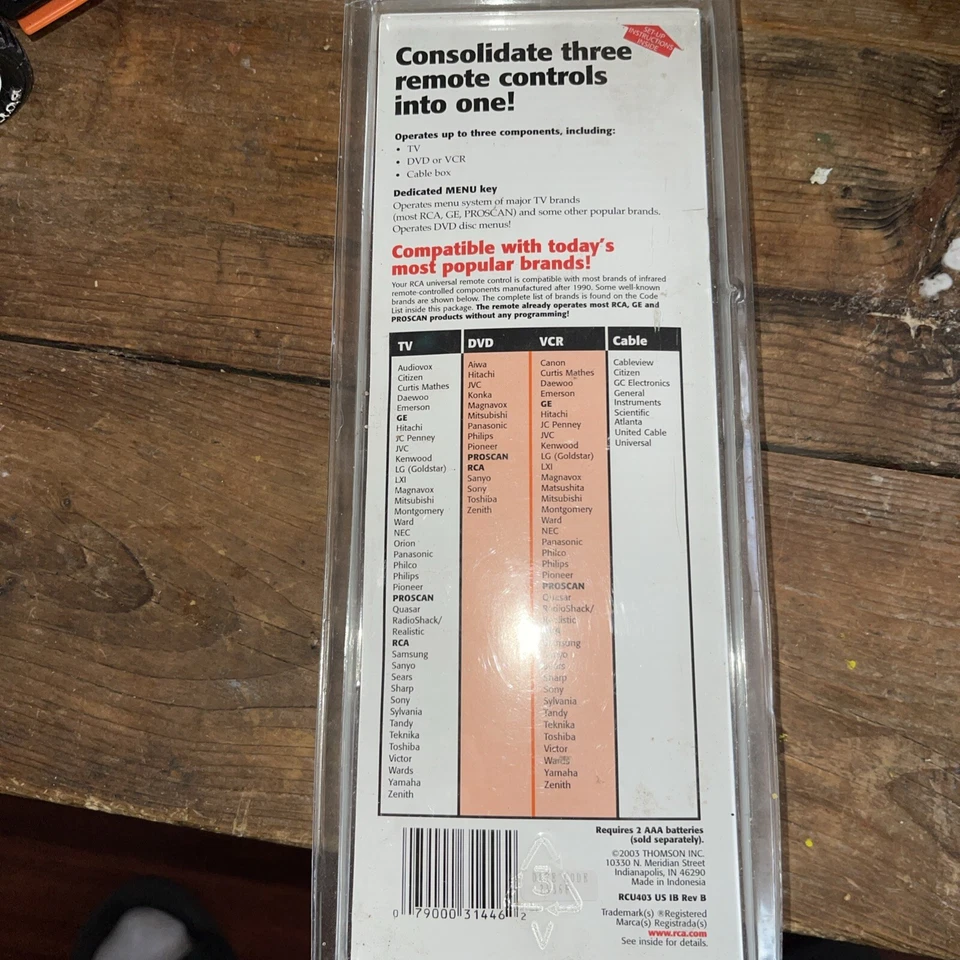 SET-UP
INSTRUCTIONS
INSIDE
Consolidate three
remote controls
into one!
Operates up to three components, including:
• TV
• DVD or VCR
• Cable box
Dedicated MENU key
Operates menu system of major TV brands
(most RCA, GE, PROSCAN) and some other popular brands.
Operates DVD disc menus!
Compatible with today's
most popular brands!
Your RCA universal remote control is compatible with most brands of infrared
remote-controlled components manufactured after 1990. Some well-known
brands are shown below. The complete list of brands is found on the Code
List inside this package. The remote already operates most RCA, GE and
PROSCAN products without any programming!
TV
Audiovox
Citizen
Curtis Mathes
Daewoo
Emerson
GE
Hitachi
JC Penney
JVC
Kenwood
LG (Goldstar)
LXI
Magnavox
Mitsubishi
Montgomery
Ward
NEC
Orion
Panasonic
Philco
Philips
Pioneer
PROSCAN
Quasar
RadioShack/
Realistic
RCA
Samsung
Sanyo
Sears
Sharp
Sony
Sylvania
Tandy
Teknika
Toshiba
Victor
Wards
Yamaha
Zenith
DVD
Aiwa
Hitachi
JVC
Konka
Magnavox
Mitsubishi
Panasonic
Philips
Pioneer
PROSCAN
RCA
Sanyo
Sony
Toshiba
Zenith
VCR
Canon
Curtis Mathes
Daewoo
Emerson
GE
Hitachi
JC Penney
JVC
Kenwood
LG (Goldstar)
LXI
Magnavox
Matsushita
Mitsubishi
Montgomery
Ward
NEC
Panasonic
Philco
Philips
Pioneer
PROSCAN
Quasar
RadioShack/
Realistic
Samsung
Sharp
Sony
Sylvania
Tandy
Teknika
Toshiba
Victor
Wards
Yamaha
Zenith
Cable
Cableview
Citizen
GC Electronics
General
Instruments
Scientific
Atlanta
United Cable
Universal
0 79000 31446 2
Requires 2 AAA batteries
(sold separately).
©2003 THOMSON INC.
10330 N. Meridian Street
Indianapolis, IN 46290
Made in Indonesia
RCU403 US IB Rev B
Trademark(s) ®Registered
Marca(s) Registrada(s)
www.rca.com
See inside for details.